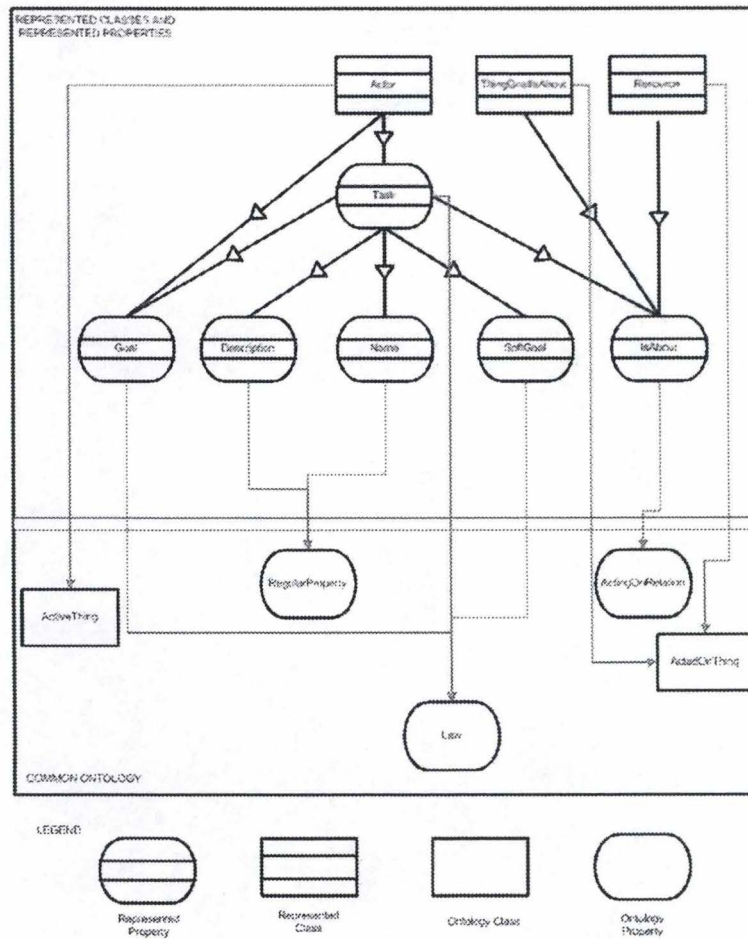 REPRESENTED CLASSES AND
REPRESENTED PROPERTIES
Actor
Resource
Task
Goal
Description
Name
SoftGoal
IsAbout
RegularProperty
ActingOnRelation
ActiveThing
ActedOnThing
Law
COMMON ONTOLOGY
LEGEND
Represented
Property
Represented
Class
Ontology Class
Ontology
Property